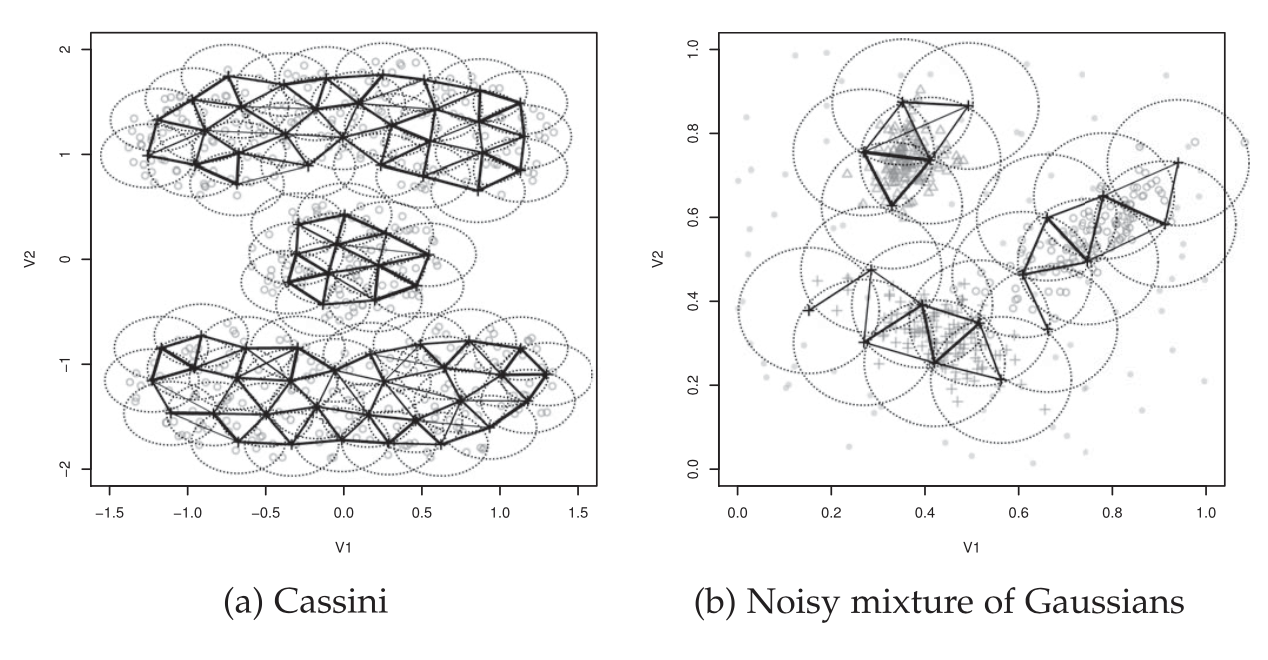 2
1
0
−1
−2
V2
−1.5 −1.0 −0.5 0.0 0.5 1.0 1.5
V1
(a) Cassini
1.0
0.8
0.6
0.4
0.2
0.0
V2
0.0 0.2 0.4 0.6 0.8 1.0
V1
(b) Noisy mixture of Gaussians